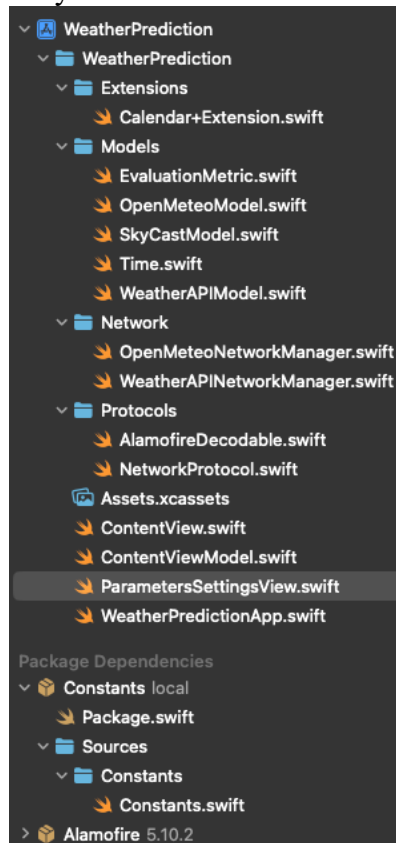 WeatherPrediction
WeatherPrediction
Extensions
Calendar+Extension.swift
Models
EvaluationMetric.swift
OpenMeteoModel.swift
SkyCastModel.swift
Time.swift
WeatherAPIModel.swift
Network
OpenMeteoNetworkManager.swift
WeatherAPINetworkManager.swift
Protocols
AlamofireDecodable.swift
NetworkProtocol.swift
Assets.xcassets
ContentView.swift
ContentViewModel.swift
ParametersSettingsView.swift
WeatherPredictionApp.swift
Package Dependencies
Constants local
Package.swift
Sources
Constants
Constants.swift
Alamofire 5.10.2